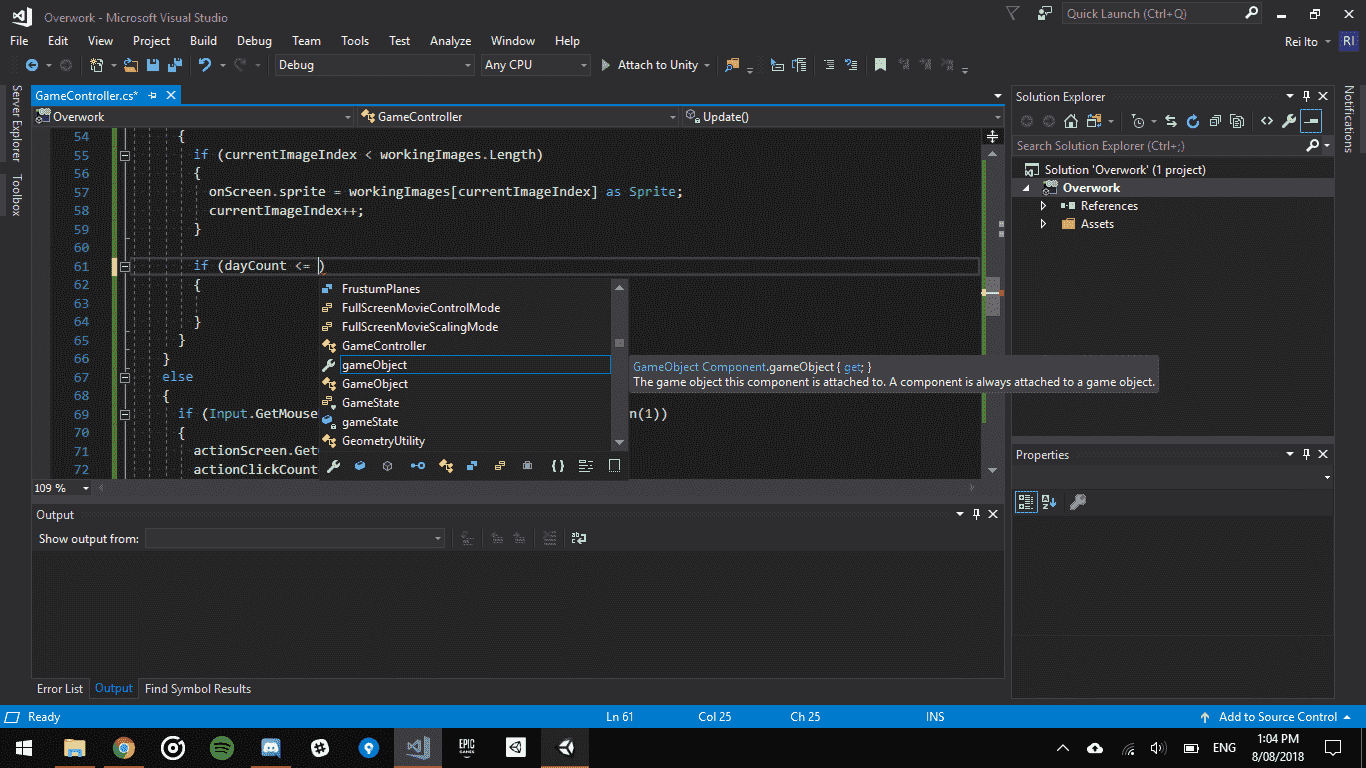 Overwork - Microsoft Visual Studio
Quick Launch (Ctrl+Q)
File Edit View Project Build Debug Team Tools Test Analyze Window Help
Rei Ito RI
Debug Any CPU Attach to Unity
Server Explorer
Toolbox
GameController.cs*
Overwork GameController Update()
54 {
55 if (currentImageIndex < workingImages.Length)
56 {
57 onScreen.sprite = workingImages[currentImageIndex] as Sprite;
58 currentImageIndex++;
59 }
60
61 if (dayCount <= )
62 {
63
64 }
65 }
66 }
67 else
68 {
69 if (Input.GetMouse n(1))
70 {
71 actionScreen.Get
72 actionClickCount
FrustumPlanes
FullScreenMovieControlMode
FullScreenMovieScalingMode
GameController
gameObject
GameObject
GameState
gameState
GeometryUtility
GameObject Component.gameObject { get; }
The game object this component is attached to. A component is always attached to a game object.
109 %
Output
Show output from:
Error List Output Find Symbol Results
Solution Explorer
Search Solution Explorer (Ctrl+;)
Solution 'Overwork' (1 project)
Overwork
References
Assets
Properties
Notifications
Ready Ln 61 Col 25 Ch 25 INS Add to Source Control
EPIC
GAMES
ENG
1:04 PM
8/08/2018